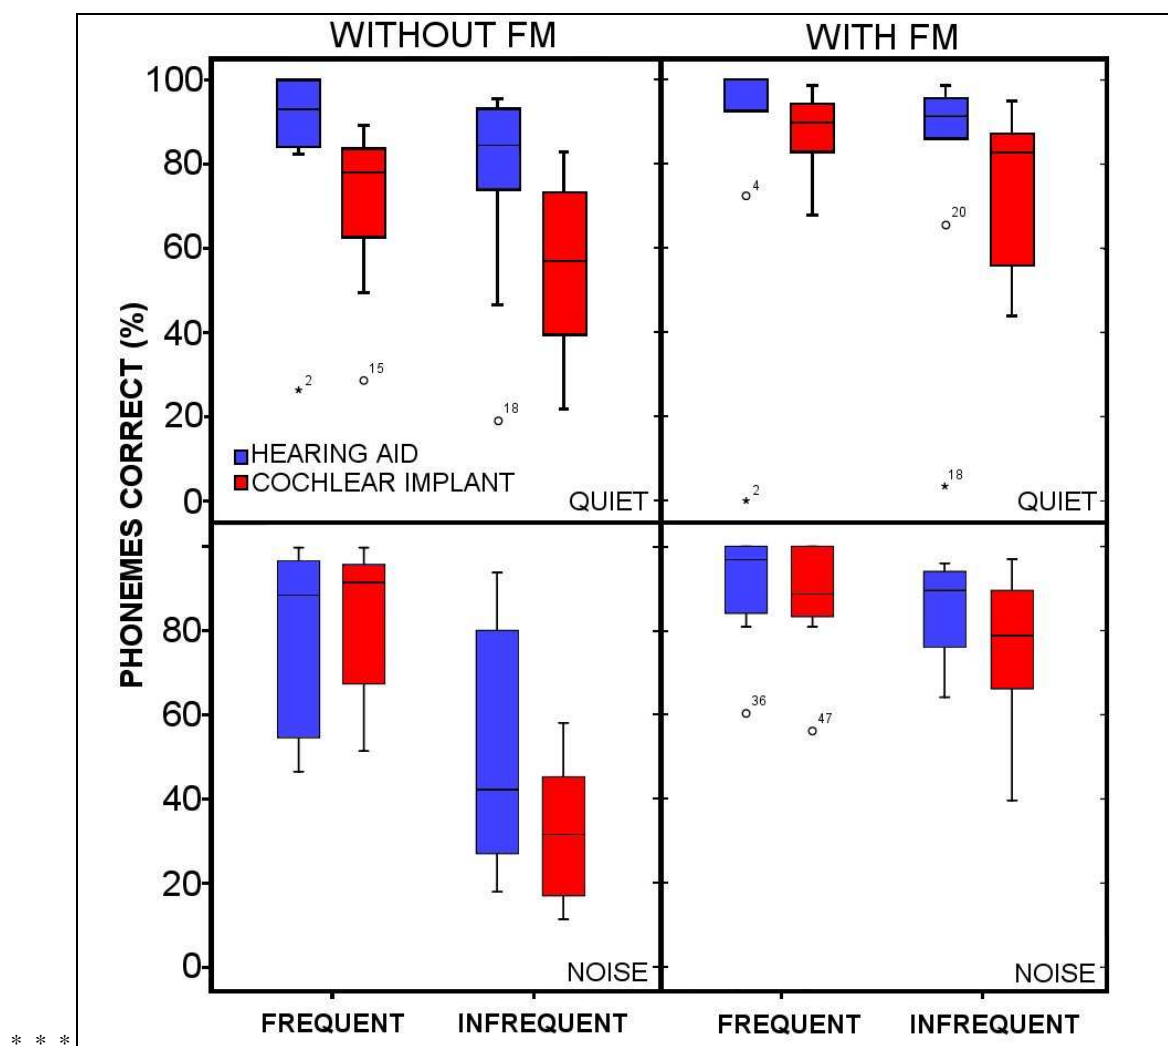 WITHOUT FM WITH FM
PHONEMES CORRECT (%)
100
80
60
40
20
0
4
20
2
15
18
2
18
HEARING AID
COCHLEAR IMPLANT
QUIET QUIET
80
60
40
20
0
36
47
NOISE NOISE
FREQUENT INFREQUENT FREQUENT INFREQUENT
* * *